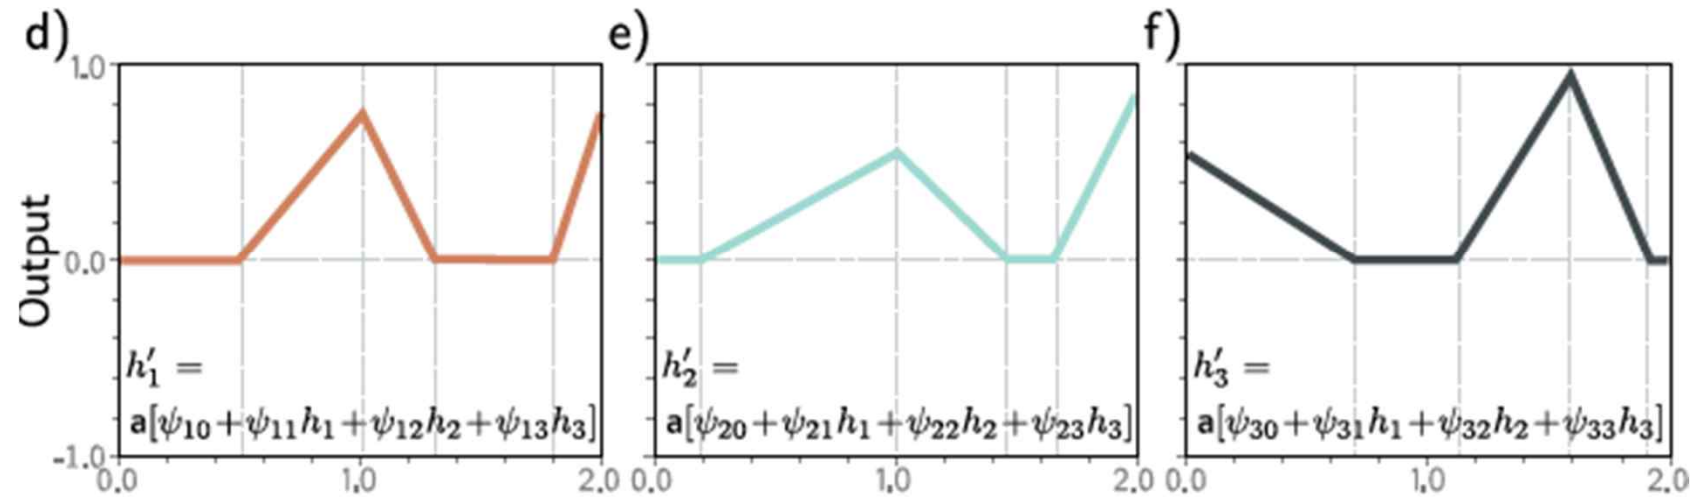 d) e) f)
1.0
0.0
-1.0
Output
h′₁ =
a[ψ₁₀+ψ₁₁h₁+ψ₁₂h₂+ψ₁₃h₃]
h′₂ =
a[ψ₂₀+ψ₂₁h₁+ψ₂₂h₂+ψ₂₃h₃]
h′₃ =
a[ψ₃₀+ψ₃₁h₁+ψ₃₂h₂+ψ₃₃h₃]
0.0 1.0 2.0 0.0 1.0 2.0 0.0 1.0 2.0